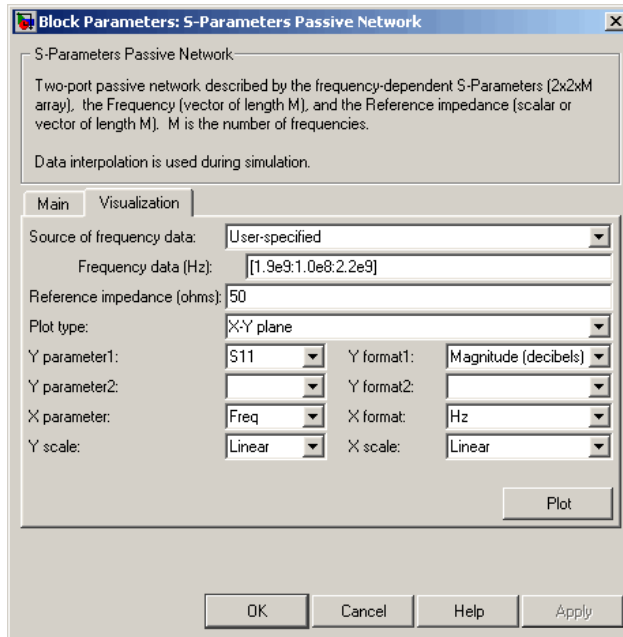 Block Parameters: S-Parameters Passive Network
S-Parameters Passive Network
Two-port passive network described by the frequency-dependent S-Parameters (2x2xM
array), the Frequency (vector of length M), and the Reference impedance (scalar or
vector of length M). M is the number of frequencies.
Data interpolation is used during simulation.
Main Visualization
Source of frequency data: User-specified
Frequency data (Hz): [1.9e9:1.0e8:2.2e9]
Reference impedance (ohms): 50
Plot type: X-Y plane
Y parameter1: S11 Y format1: Magnitude (decibels)
Y parameter2: Y format2:
X parameter: Freq X format: Hz
Y scale: Linear X scale: Linear
Plot
OK Cancel Help Apply